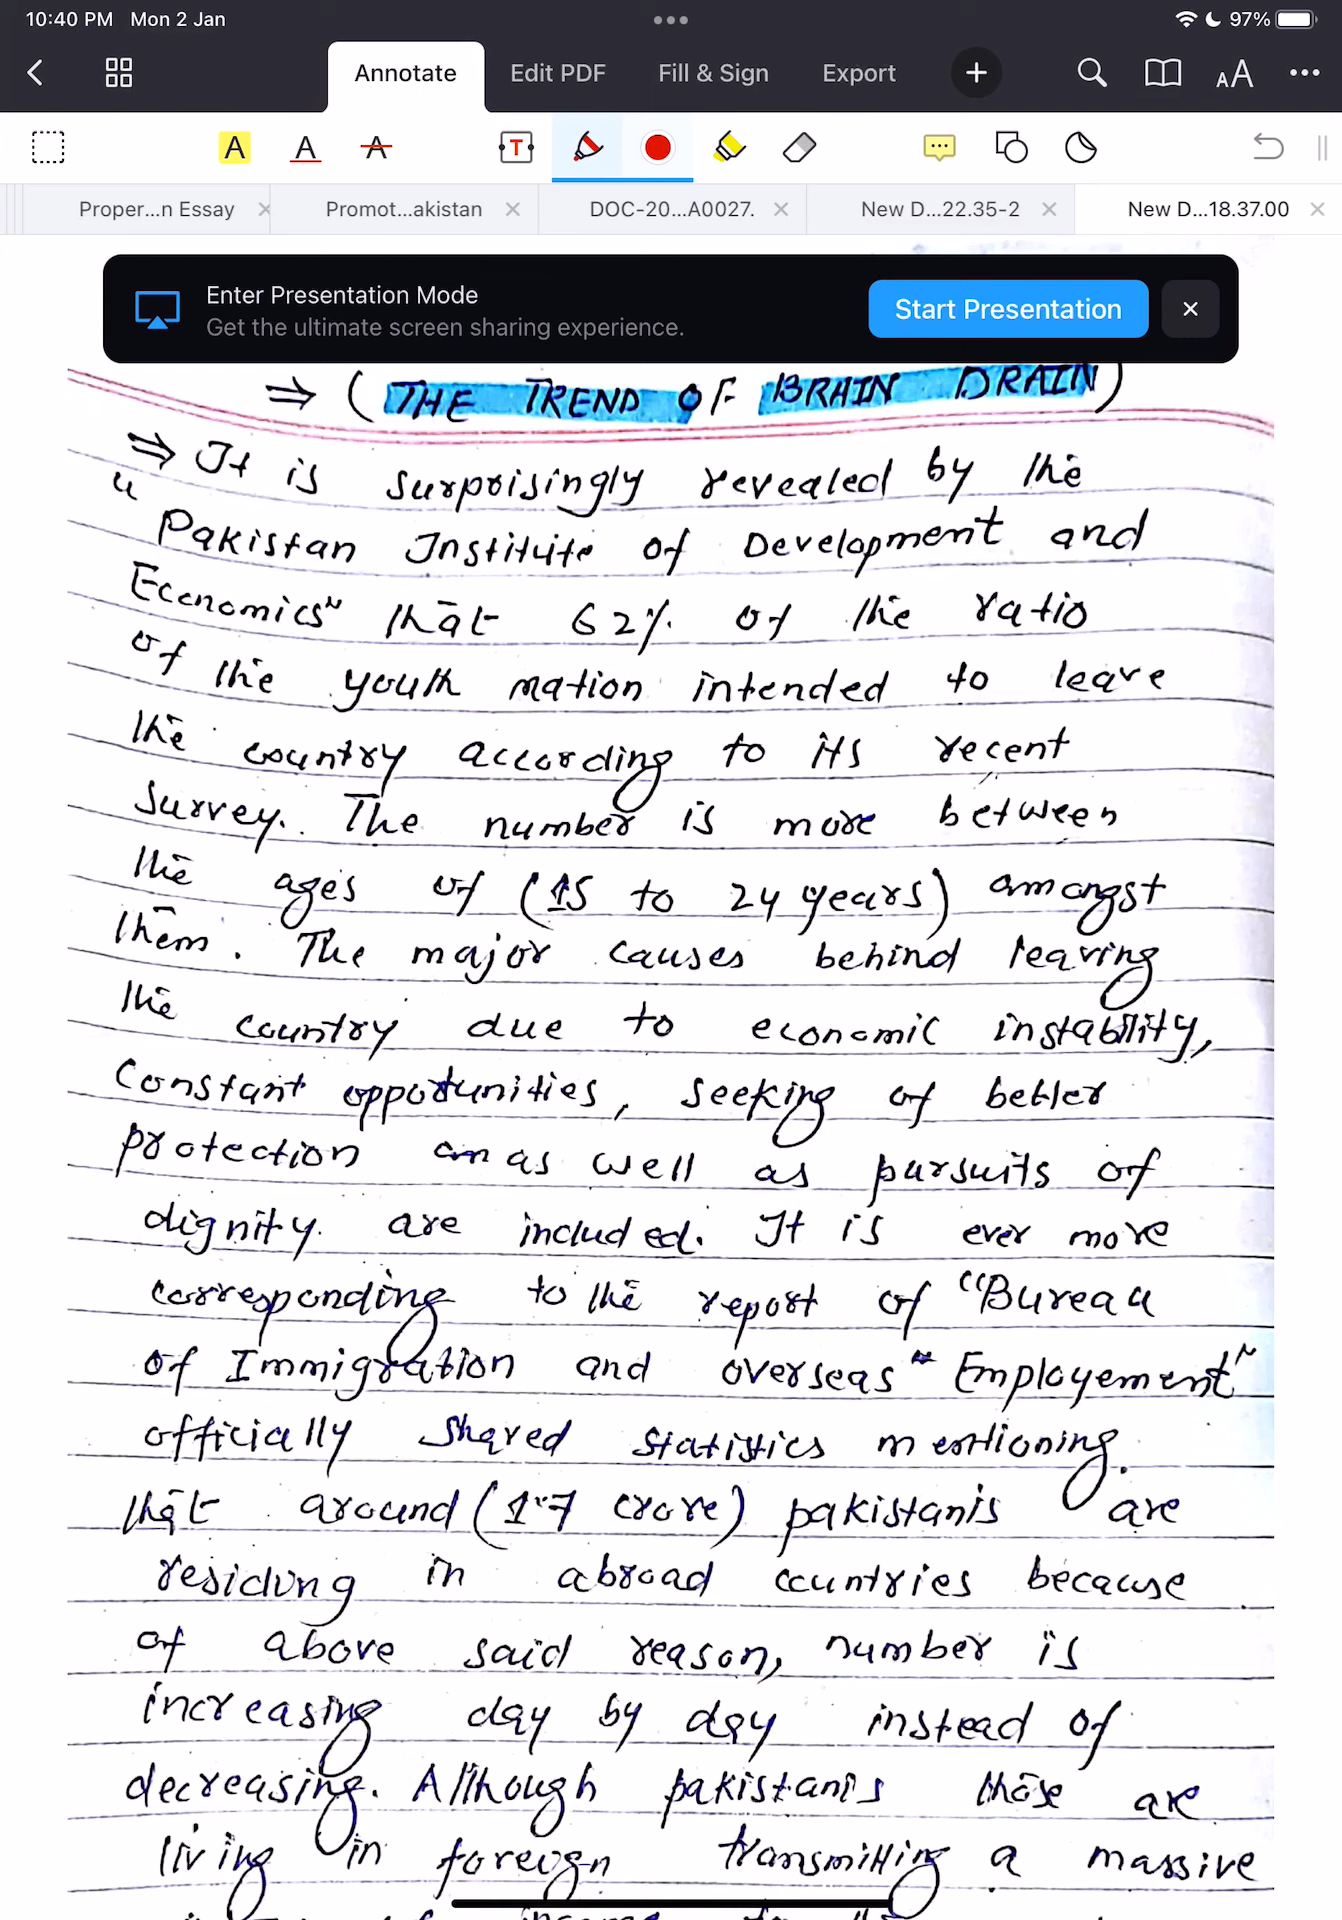 10:40 PM Mon 2 Jan
97%
Annotate Edit PDF Fill & Sign Export
Proper...n Essay Promot...akistan DOC-20...A0027. New D...22.35-2 New D...18.37.00
Enter Presentation Mode
Get the ultimate screen sharing experience.
Start Presentation
⇒ (THE TREND OF BRAIN DRAIN)
⇒ It is surprisingly revealed by the
"Pakistan Institute of Development and
Economics" that 62% of the ratio
of the youth mation intended to leave
the country according to its recent
survey. The number is more between
the ages of (15 to 24 years) amongst
them. The major causes behind leaving
the country due to economic instability,
Constant oppotunities, seeking of better
protection as well as pursuits of
dignity. are included. It is ever more
corresponding to the report of "Bureau
of Immigration and overseas Employement"
officially shared statistics mentioning
that around (1.7 crore) pakistanis are
residing in abroad countries because
of above said reason, number is
increasing day by day instead of
decreasing. Although pakistanis those are
living in foreign transmitting a massive